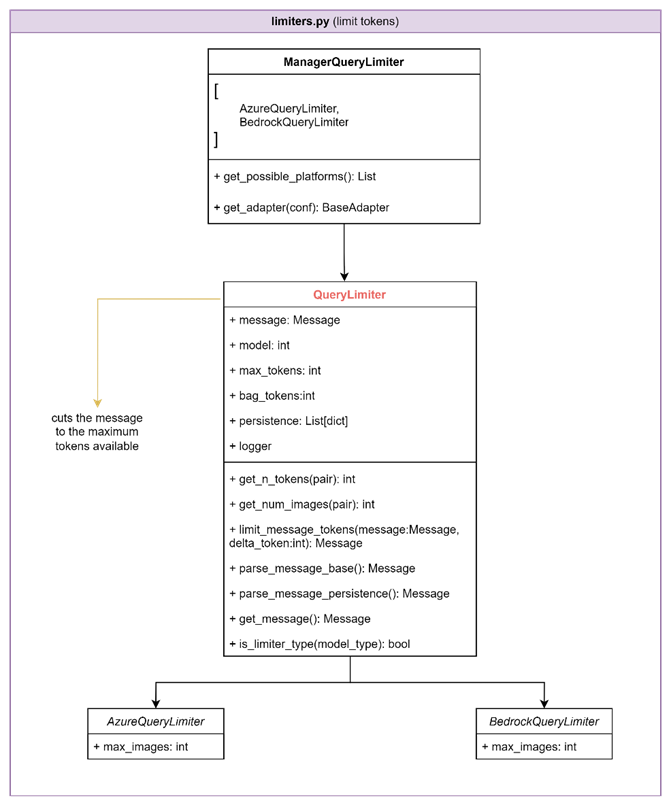 limiters.py (limit tokens)
ManagerQueryLimiter
[
AzureQueryLimiter,
BedrockQueryLimiter
]
+ get_possible_platforms(): List
+ get_adapter(conf): BaseAdapter
QueryLimiter
+ message: Message
+ model: int
+ max_tokens: int
+ bag_tokens:int
+ persistence: List[dict]
+ logger
cuts the message
to the maximum
tokens available
+ get_n_tokens(pair): int
+ get_num_images(pair): int
+ limit_message_tokens(message:Message,
delta_token:int): Message
+ parse_message_base(): Message
+ parse_message_persistence(): Message
+ get_message(): Message
+ is_limiter_type(model_type): bool
AzureQueryLimiter
+ max_images: int
BedrockQueryLimiter
+ max_images: int